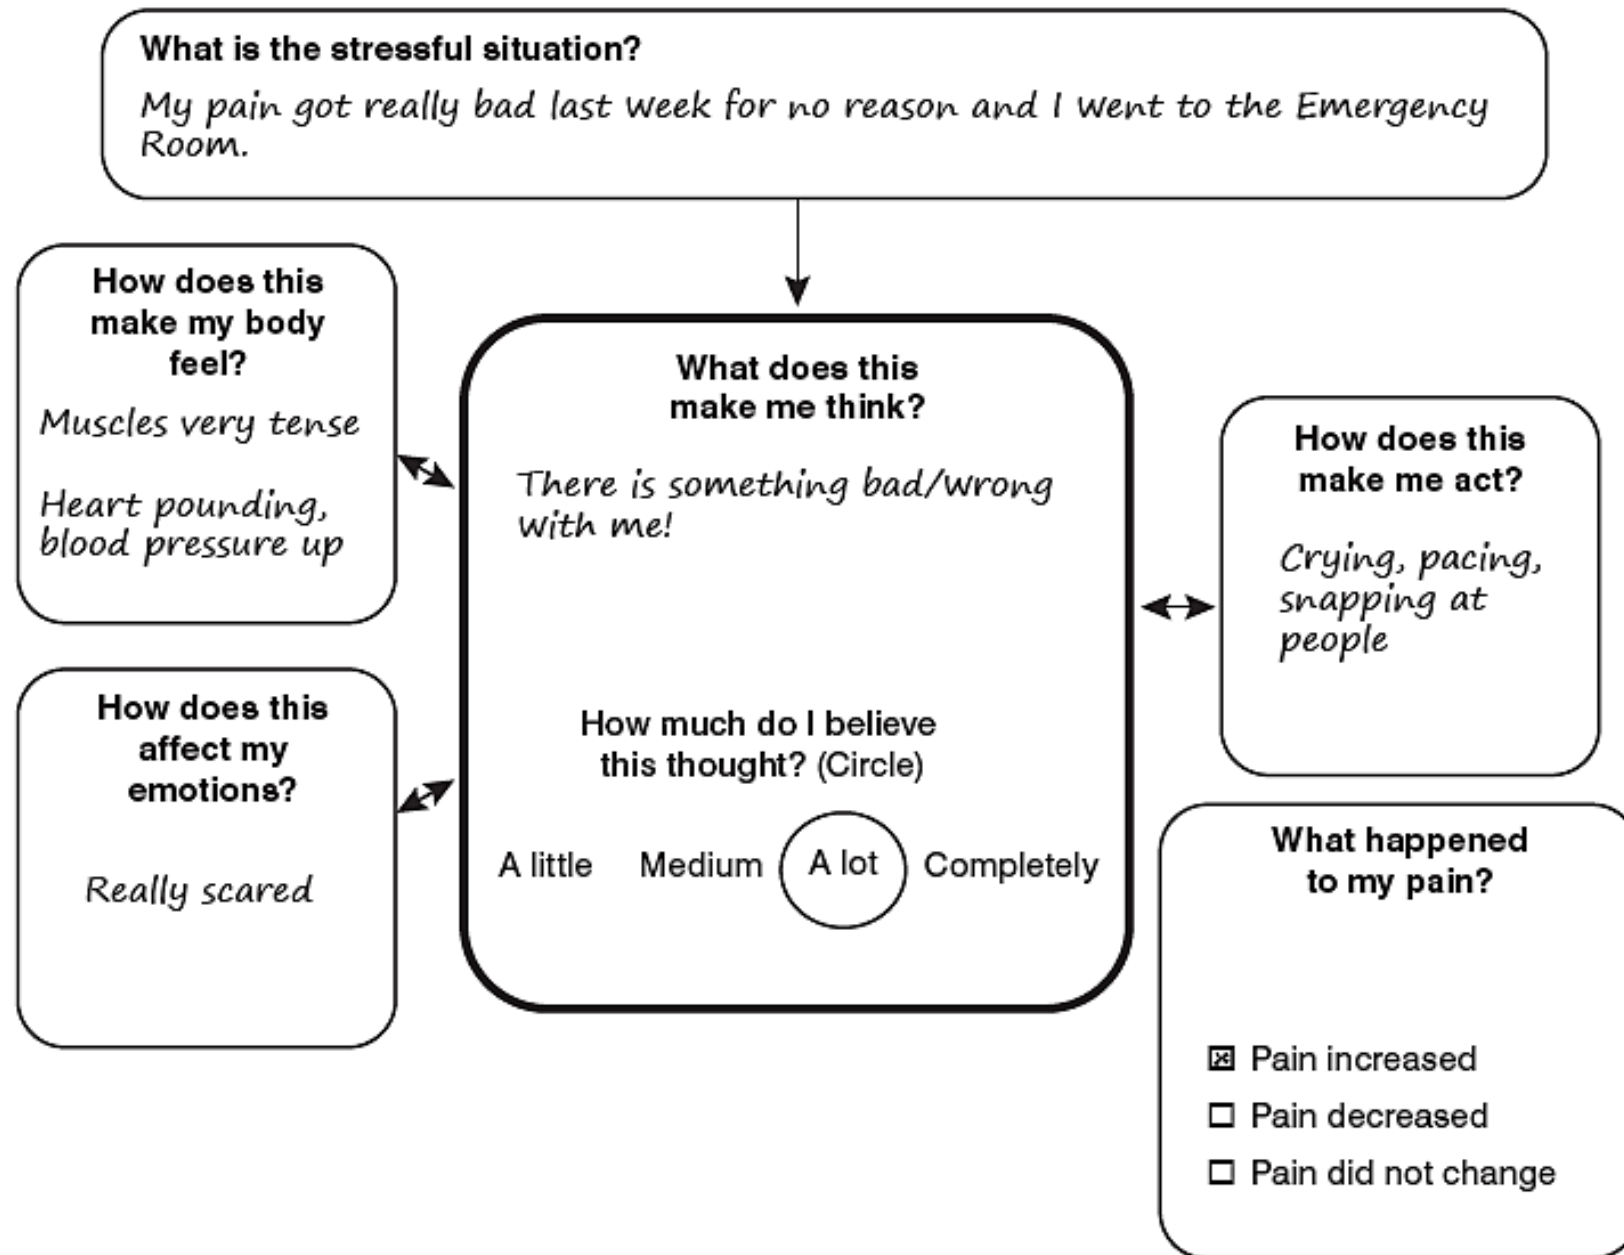 What is the stressful situation?
My pain got really bad last week for no reason and I went to the Emergency
Room.
How does this
make my body
feel?
Muscles very tense
Heart pounding,
blood pressure up
What does this
make me think?
There is something bad/wrong
with me!
How much do I believe
this thought? (Circle)
A little Medium A lot Completely
How does this
make me act?
Crying, pacing,
snapping at
people
How does this
affect my
emotions?
Really scared
What happened
to my pain?
Pain increased
Pain decreased
Pain did not change